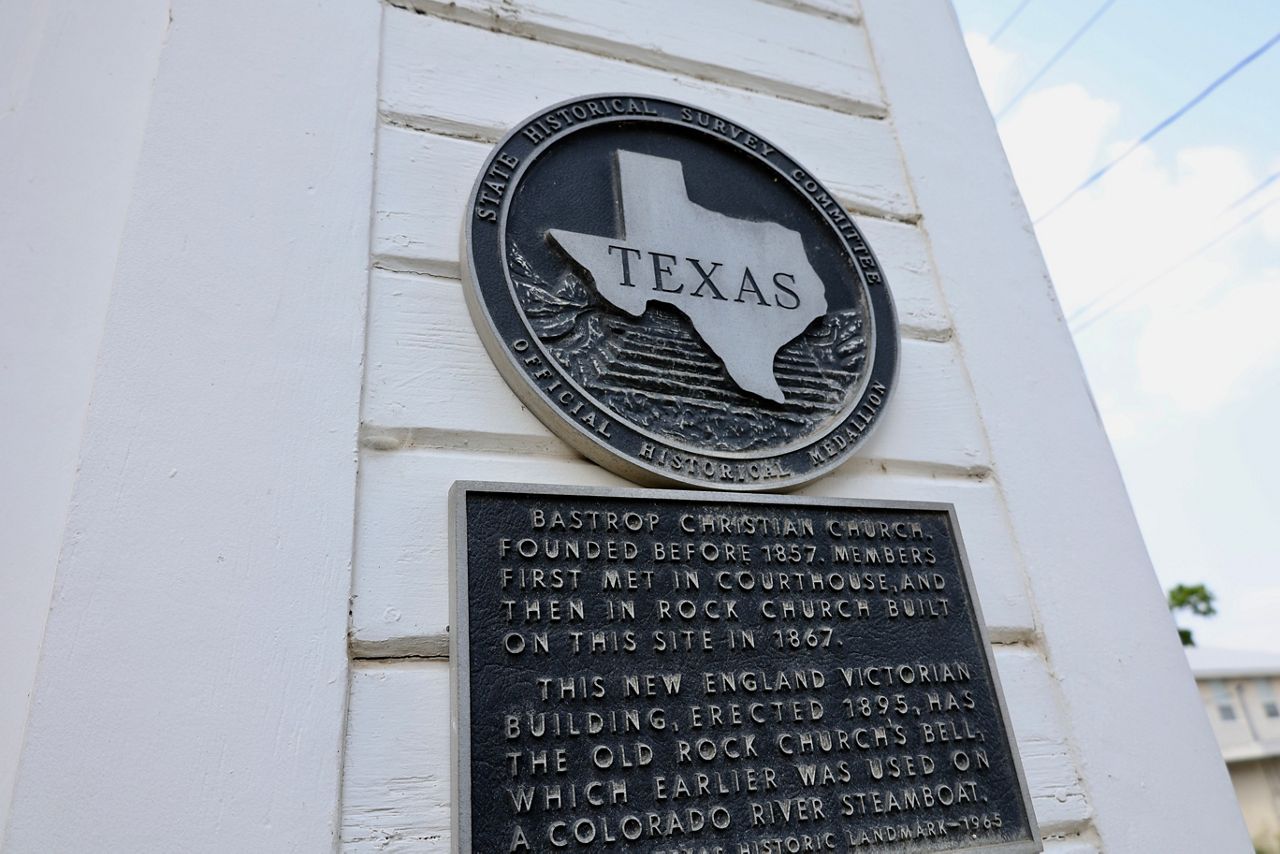 STATE HISTORICAL SURVEY COMMITTEE
TEXAS
OFFICIAL HISTORICAL MEDALLION
BASTROP CHRISTIAN CHURCH.
FOUNDED BEFORE 1857. MEMBERS
FIRST MET IN COURTHOUSE, AND
THEN IN ROCK CHURCH BUILT
ON THIS SITE IN 1867.
THIS NEW ENGLAND VICTORIAN
BUILDING, ERECTED 1895, HAS
THE OLD ROCK CHURCH'S BELL,
WHICH EARLIER WAS USED ON
A COLORADO RIVER STEAMBOAT.
TEXAS HISTORIC LANDMARK-1965